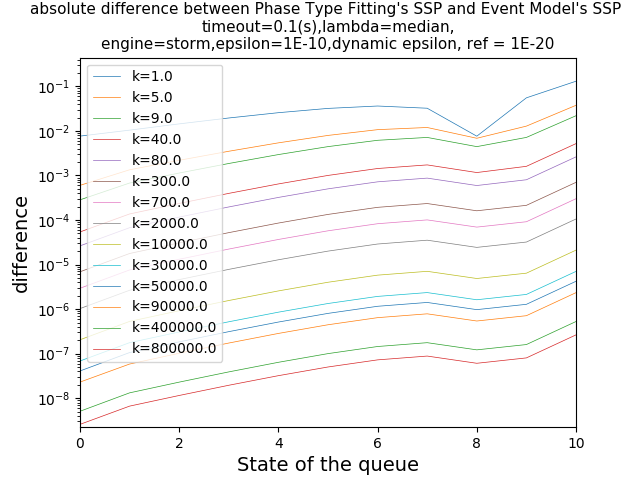 absolute difference between Phase Type Fitting's SSP and Event Model's SSP
timeout=0.1(s),lambda=median,
engine=storm,epsilon=1E-10,dynamic epsilon, ref = 1E-20
k=1.0
k=5.0
k=9.0
k=40.0
k=80.0
k=300.0
k=700.0
k=2000.0
k=10000.0
k=30000.0
k=50000.0
k=90000.0
k=400000.0
k=800000.0
difference
10⁻¹
10⁻²
10⁻³
10⁻⁴
10⁻⁵
10⁻⁶
10⁻⁷
10⁻⁸
0 2 4 6 8 10
State of the queue